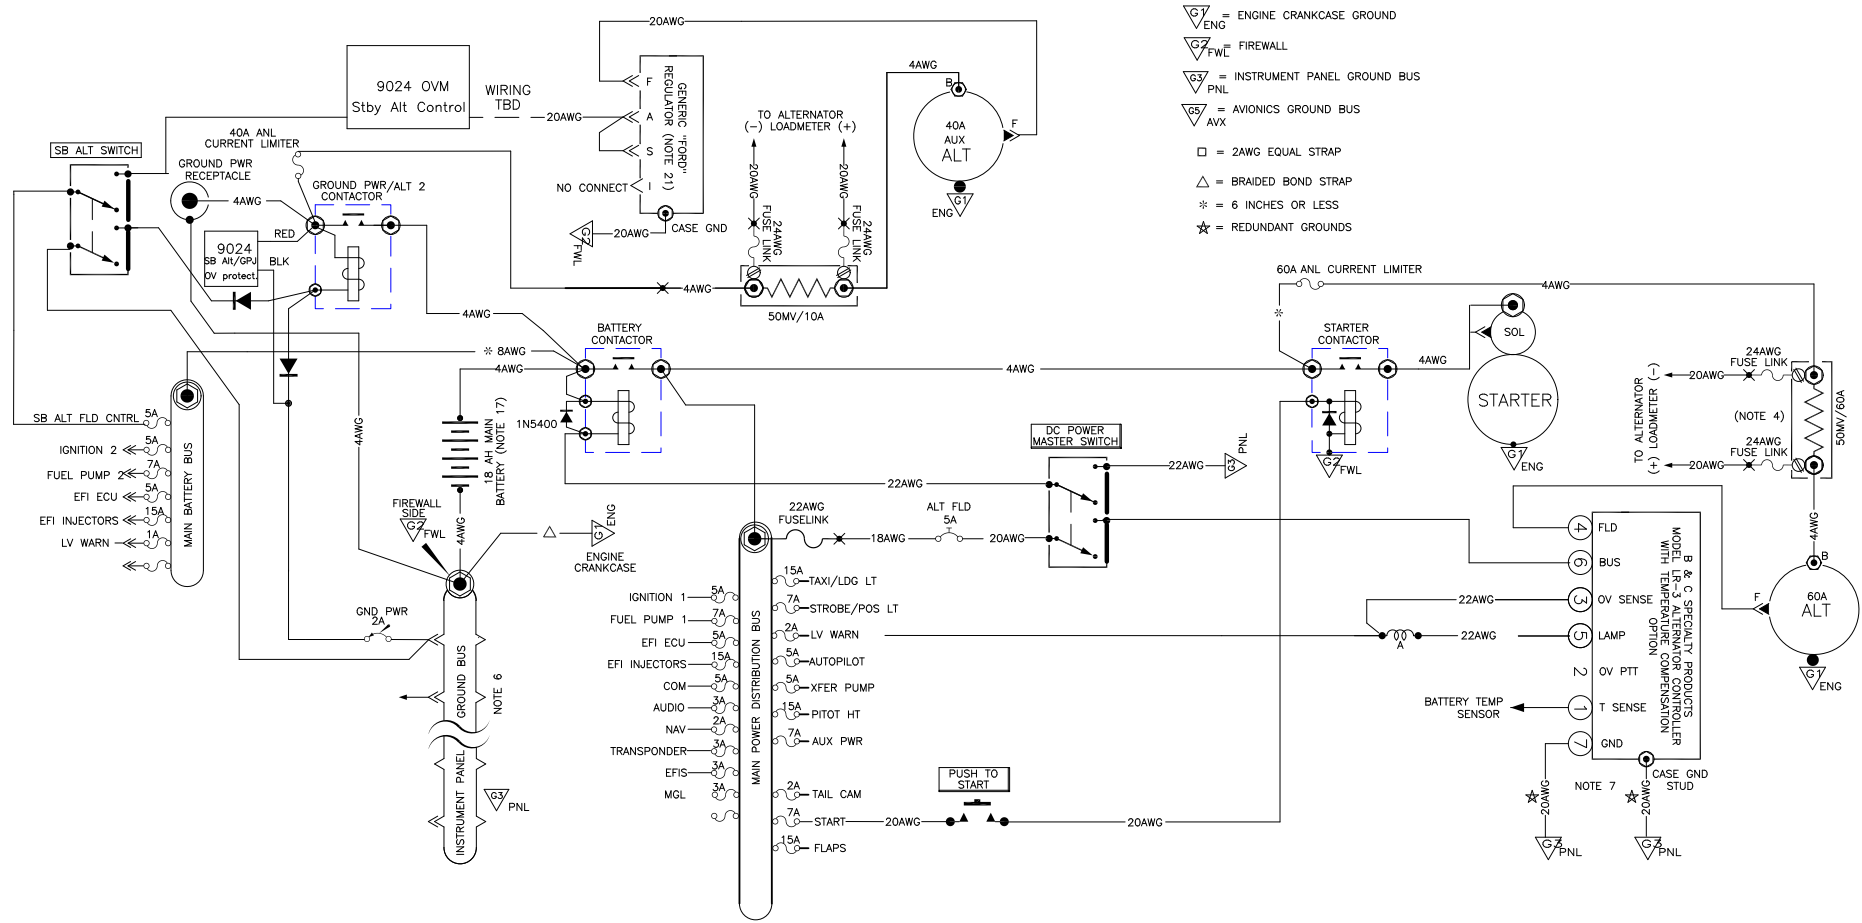 20AWG
9024 OVM
Stby Alt Control
WIRING
TBD
20AWG
F
A
S
I
GENERIC "FORD"
REGULATOR (NOTE 21)
NO CONNECT
CASE GND
20AWG
G2
FWL
TO ALTERNATOR
(-) LOADMETER (+)
20AWG
20AWG
24AWG
FUSE LINK
24AWG
FUSE LINK
4AWG
50MV/10A
4AWG
B
F
40A
AUX
ALT
G1
ENG
G1
ENG
= ENGINE CRANKCASE GROUND
G2
FWL
= FIREWALL
G3
PNL
= INSTRUMENT PANEL GROUND BUS
G5
AVX
= AVIONICS GROUND BUS
= 2AWG EQUAL STRAP
= BRAIDED BOND STRAP
* = 6 INCHES OR LESS
= REDUNDANT GROUNDS
SB ALT SWITCH
40A ANL
CURRENT LIMITER
GROUND PWR
RECEPTACLE
4AWG
GROUND PWR/ALT 2
CONTACTOR
RED
BLK
9024
SB Alt/GPJ
OV protect.
4AWG
* 8AWG
4AWG
BATTERY
CONTACTOR
1N5400
4AWG
60A ANL CURRENT LIMITER
4AWG
*
STARTER
CONTACTOR
4AWG
SOL
STARTER
G1
ENG
G2
FWL
24AWG
FUSE LINK
20AWG
TO ALTERNATOR
(+) LOADMETER (-)
(NOTE 4)
24AWG
FUSE LINK
20AWG
50MV/60A
4AWG
SB ALT FLD CNTRL 5A
IGNITION 2 5A
FUEL PUMP 2 7A
EFI ECU 5A
EFI INJECTORS 15A
LV WARN 1A
MAIN BATTERY BUS
4AWG
18 AH MAIN
BATTERY (NOTE 17)
4AWG
FIREWALL
SIDE
G2
FWL
G1
ENG
ENGINE
CRANKCASE
GND PWR
2A
GROUND BUS
NOTE 6
INSTRUMENT PANEL
G3
PNL
DC POWER
MASTER SWITCH
22AWG
G3
PNL
22AWG
22AWG
FUSELINK
18AWG
ALT FLD
5A
20AWG
MAIN POWER DISTRIBUTION BUS
IGNITION 1 5A
FUEL PUMP 1 7A
EFI ECU 5A
EFI INJECTORS 15A
COM 5A
AUDIO 3A
NAV 2A
TRANSPONDER 3A
EFIS 3A
MGL 3A
15A TAXI/LDG LT
7A STROBE/POS LT
2A LV WARN
5A AUTOPILOT
5A XFER PUMP
15A PITOT HT
7A AUX PWR
2A TAIL CAM
7A START
15A FLAPS
20AWG
PUSH TO
START
20AWG
22AWG
A
22AWG
4 FLD
6 BUS
3 OV SENSE
5 LAMP
2 OV PTT
1 T SENSE
7 GND
BATTERY TEMP
SENSOR
B & C SPECIALTY PRODUCTS
MODEL LR-3 ALTERNATOR CONTROLLER
WITH TEMPERATURE COMPENSATION
OPTION
CASE GND
STUD
NOTE 7
20AWG
20AWG
G3
PNL
G3
PNL
B
F
60A
ALT
G1
ENG